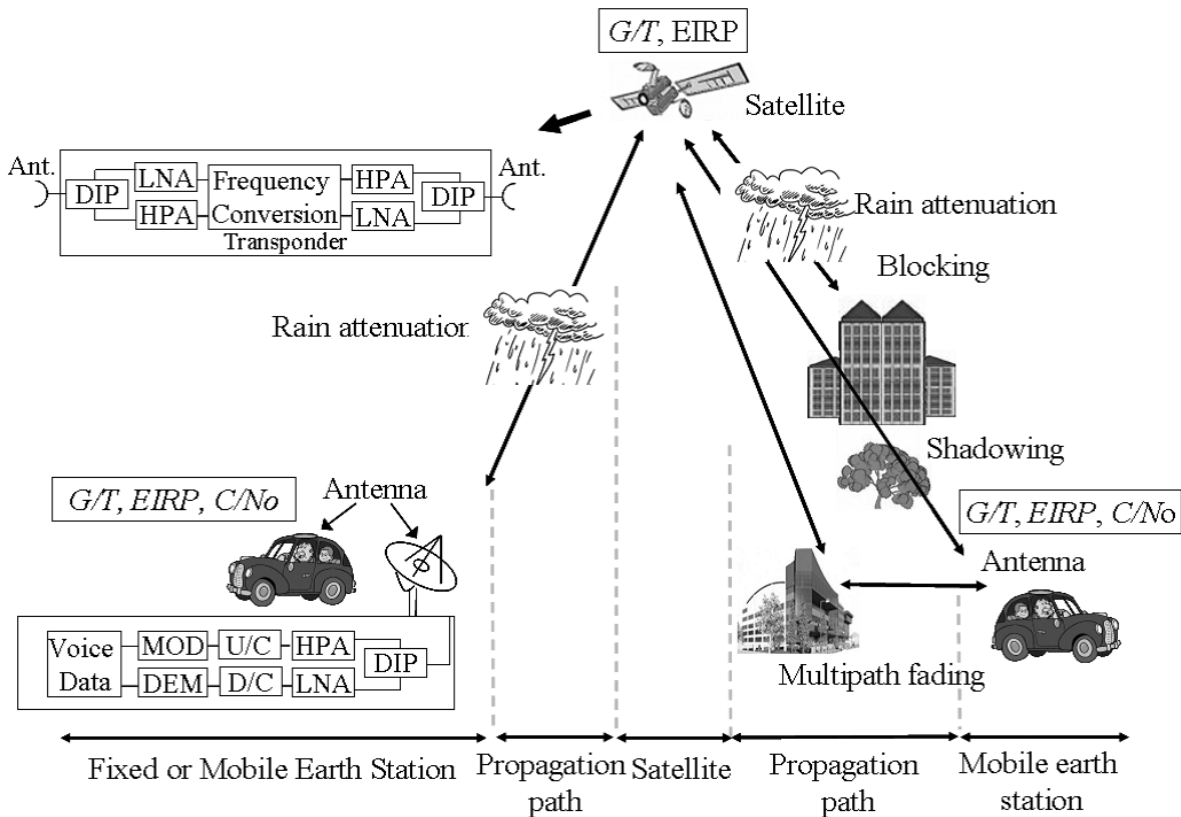 G/T, EIRP
Satellite
Ant.
DIP
LNA
HPA
Frequency
Conversion
HPA
LNA
DIP
Ant.
Transponder
Rain attenuation
Blocking
Rain attenuation
Shadowing
G/T, EIRP, C/No
Antenna
G/T, EIRP, C/No
Antenna
Voice
Data
MOD
U/C
HPA
DEM
D/C
LNA
DIP
Multipath fading
Fixed or Mobile Earth Station
Propagation
path
Satellite
Propagation
path
Mobile earth
station